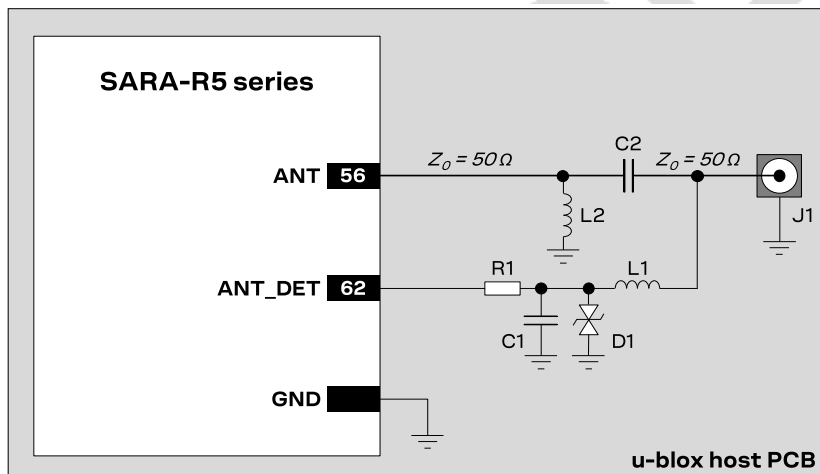 SARA-R5 series
C2
Z₀ = 50 Ω
Z₀ = 50 Ω
ANT 56
L2
J1
R1
L1
ANT_DET 62
C1
D1
GND
u-blox host PCB